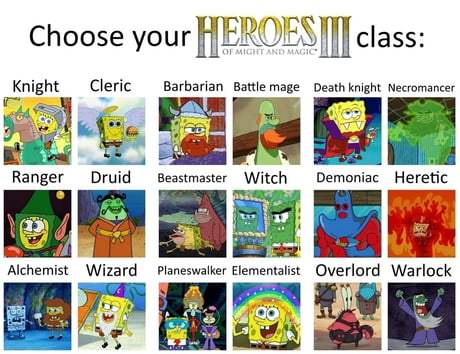 Choose your HEROES III class:
OF MIGHT AND MAGIC®
Knight Cleric Barbarian Battle mage Death knight Necromancer
Ranger Druid Beastmaster Witch Demoniac Heretic
Alchemist Wizard Planeswalker Elementalist Overlord Warlock